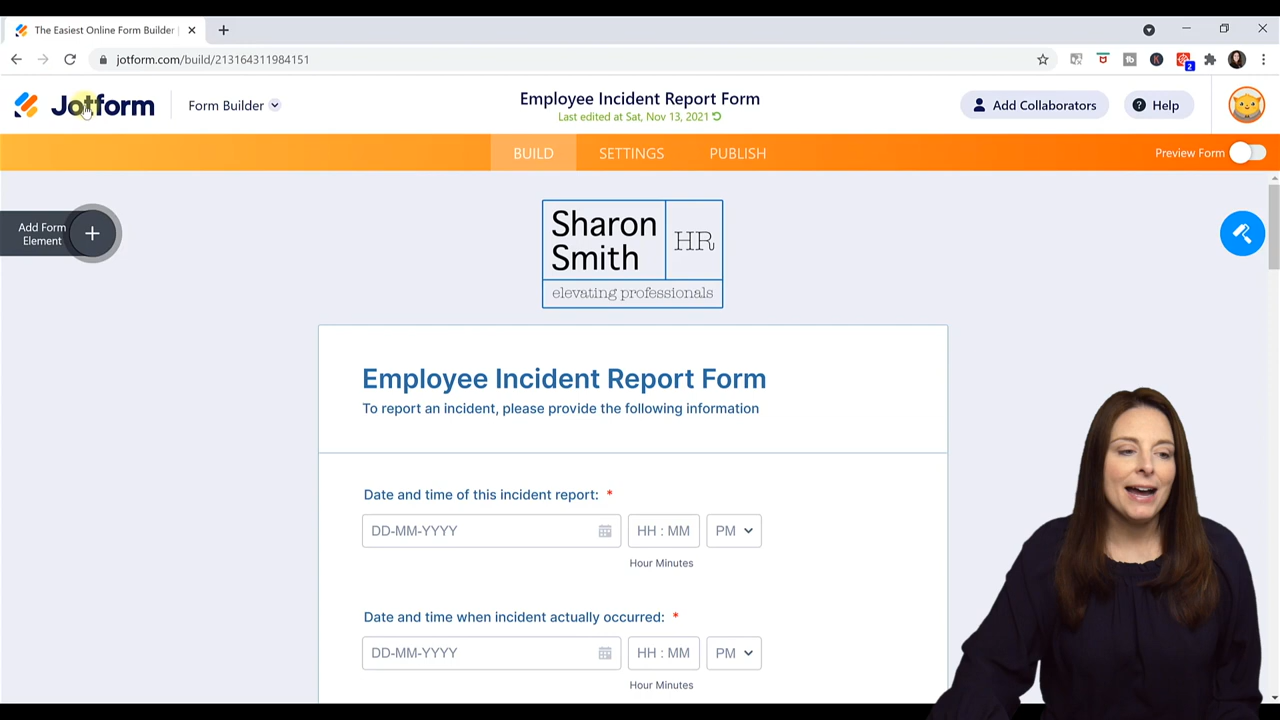 The Easiest Online Form Builder
jotform.com/build/213164311984151
2
Jotform
Form Builder
Employee Incident Report Form
Last edited at Sat, Nov 13, 2021
Add Collaborators
? Help
BUILD
SETTINGS
PUBLISH
Preview Form
Add Form
Element
Sharon
Smith
HR
elevating professionals
Employee Incident Report Form
To report an incident, please provide the following information
Date and time of this incident report: *
DD-MM-YYYY
HH : MM
PM
Hour Minutes
Date and time when incident actually occurred: *
DD-MM-YYYY
HH : MM
PM
Hour Minutes